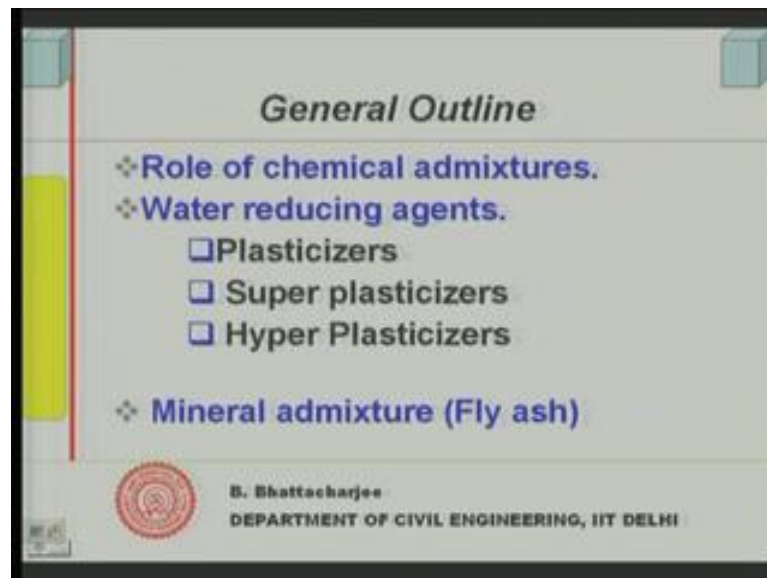 General Outline
Role of chemical admixtures.
Water reducing agents.
Plasticizers
Super plasticizers
Hyper Plasticizers
Mineral admixture (Fly ash)
B. Bhattacharjee
DEPARTMENT OF CIVIL ENGINEERING, IIT DELHI